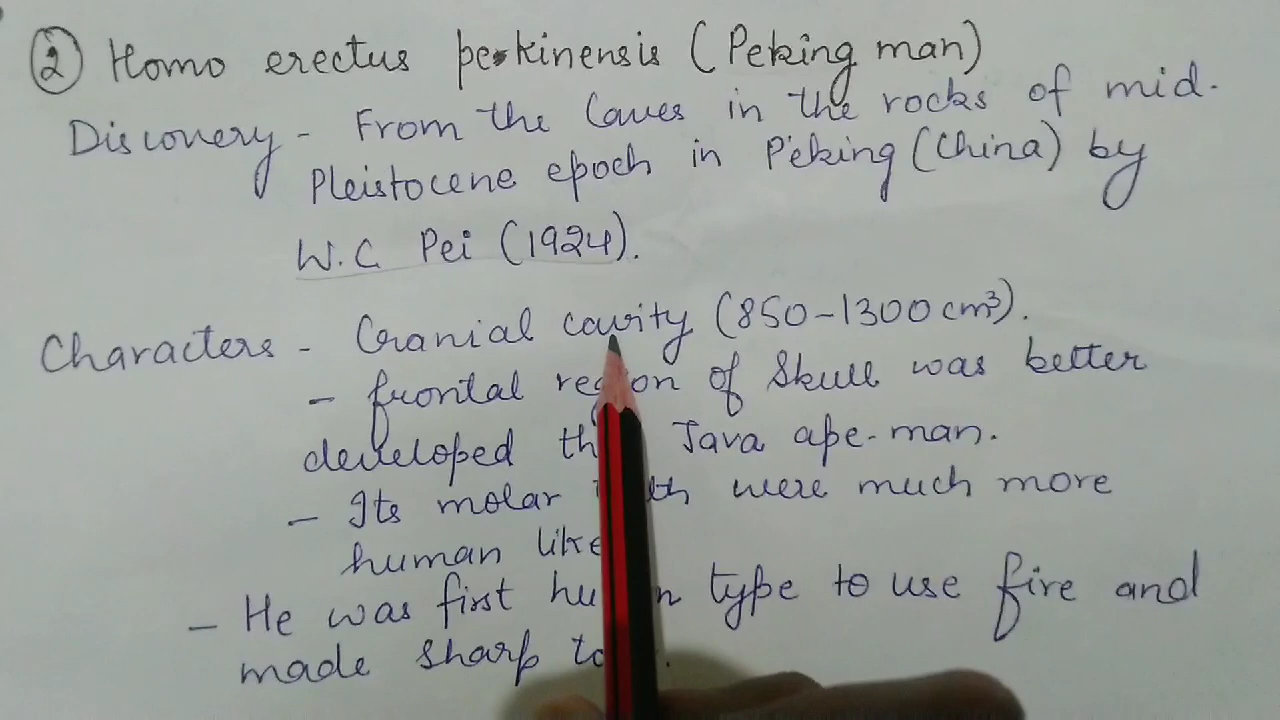 ② Homo erectus pekinensis (Peking man)
Discovery - From the Caves in the rocks of mid.
Pleistocene epoch in Peking (China) by
W.C Pei (1924).
Characters - Cranial cavity (850-1300 cm³).
- frontal region of Skull was better
developed Java ape-man.
- Its molar were much more
human like
- He was first type to use fire and
made sharp